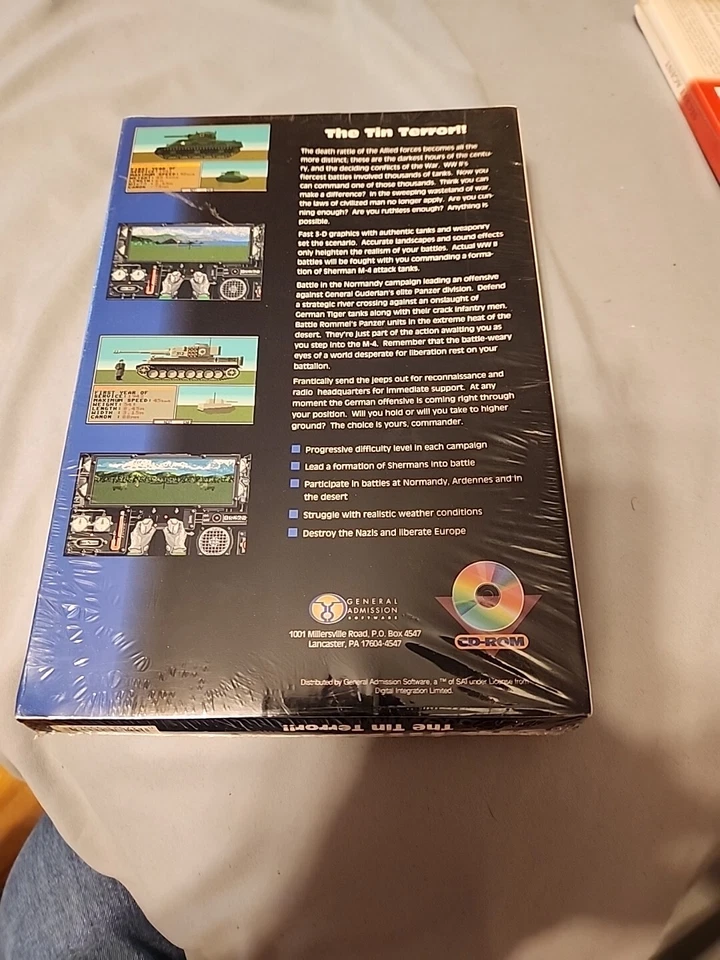 The Tin Terror!!
The death rattle of the Allied forces becomes all the
more distinct; these are the darkest hours of the centu-
ry, and the deciding conflicts of the War. WW II's
fiercest battles involved thousands of tanks. Now you
can command one of those thousands. Think you can
make a difference? In the sweeping wasteland of war,
the laws of civilized man no longer apply. Are you cun-
ning enough? Are you ruthless enough? Anything is
possible.
Fast 3-D graphics with authentic tanks and weaponry
set the scenario. Accurate landscapes and sound effects
only heighten the realism of your battles. Actual WW II
battles will be fought with you commanding a forma-
tion of Sherman M-4 attack tanks.
Battle in the Normandy campaign leading an offensive
against General Guderian's elite Panzer division. Defend
a strategic river crossing against an onslaught of
German Tiger tanks along with their crack infantry men.
Battle Rommel's Panzer units in the extreme heat of the
desert. They're just part of the action awaiting you as
you step into the M-4. Remember that the battle-weary
eyes of a world desperate for liberation rest on your
battalion.
Frantically send the jeeps out for reconnaissance and
radio headquarters for immediate support. At any
moment the German offensive is coming right through
your position. Will you hold or will you take to higher
ground? The choice is yours, commander.
Progressive difficulty level in each campaign
Lead a formation of Shermans into battle
Participate in battles at Normandy, Ardennes and in
the desert
Struggle with realistic weather conditions
Destroy the Nazis and liberate Europe
FIRST YEAR OF
SERVICE:
MAXIMUM SPEED:
WEIGHT:
LENGTH:
WIDTH :
CANON :
GENERAL
ADMISSION
SOFTWARE
1001 Millersville Road, P.O. Box 4547
Lancaster, PA 17604-4547
CD-ROM
Distributed by General Admission Software, a ™ of SAI under License from
Digital Integration Limited.
The Tin Terror!!